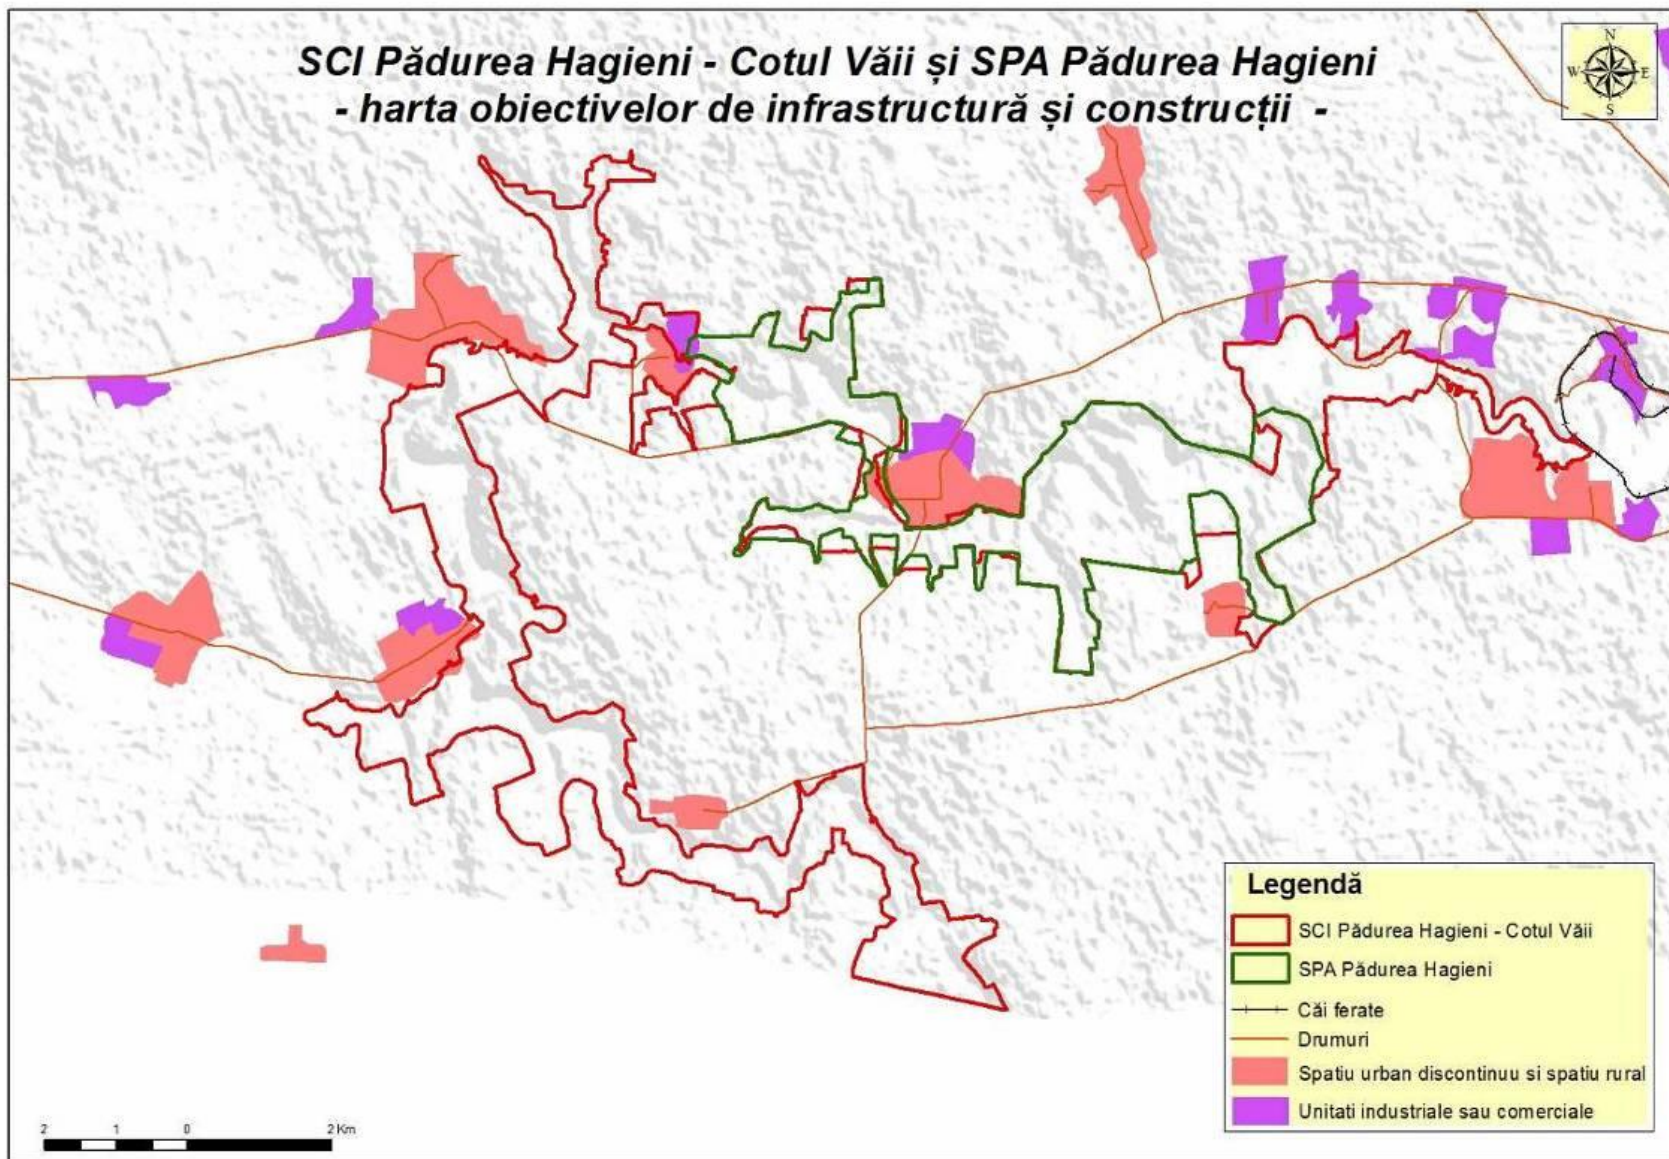 SCI Pădurea Hagieni - Cotul Văii și SPA Pădurea Hagieni
- harta obiectivelor de infrastructură și construcții -
N
W E
S
Legendă
SCI Pădurea Hagieni - Cotul Văii
SPA Pădurea Hagieni
Căi ferate
Drumuri
Spatiu urban discontinuu si spatiu rural
Unitati industriale sau comerciale
2 1 0 2 Km